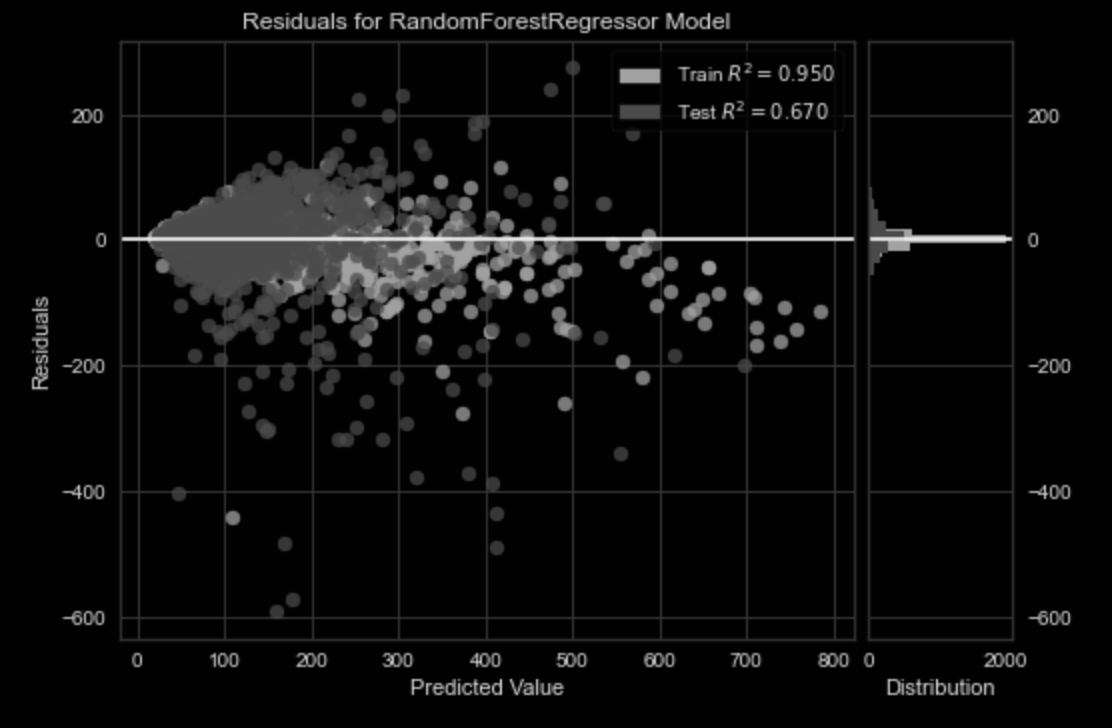 Residuals for RandomForestRegressor Model
Train R² = 0.950
Test R² = 0.670
Residuals
200
0
−200
−400
−600
0 100 200 300 400 500 600 700 800
Predicted Value
200
0
−200
−400
−600
0 2000
Distribution